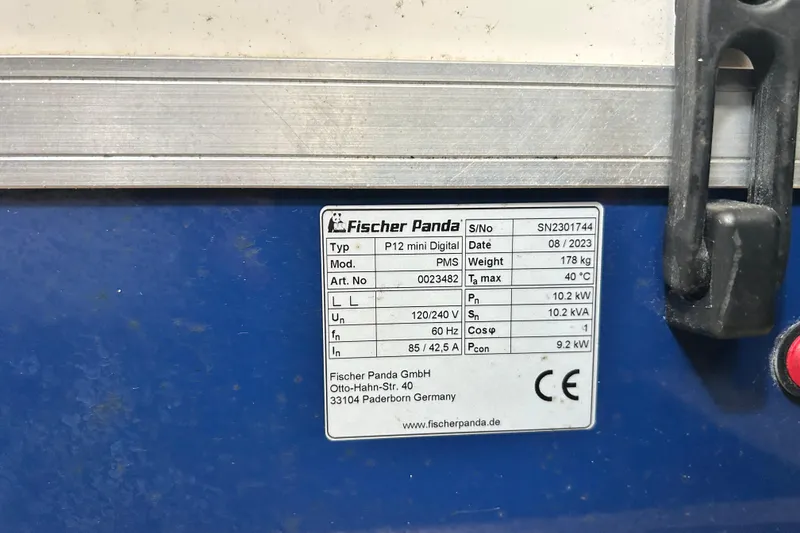 Fischer Panda
Typ P12 mini Digital
Mod. PMS
Art. No 0023482
L L
Un 120/240 V
fn 60 Hz
In 85 / 42,5 A
S/No SN2301744
Date 08 / 2023
Weight 178 kg
Ta max 40 °C
Pn 10.2 kW
Sn 10.2 kVA
Cosφ 1
Pcon 9.2 kW
Fischer Panda GmbH
Otto-Hahn-Str. 40
33104 Paderborn Germany
CE
www.fischerpanda.de